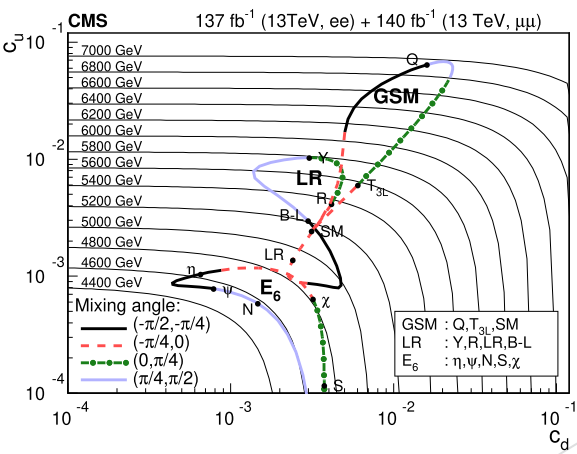 CMS 137 fb⁻¹ (13TeV, ee) + 140 fb⁻¹ (13 TeV, μμ)
c_u
10⁻¹
10⁻²
10⁻³
10⁻⁴
7000 GeV
6800 GeV
6600 GeV
6400 GeV
6200 GeV
6000 GeV
5800 GeV
5600 GeV
5400 GeV
5200 GeV
5000 GeV
4800 GeV
4600 GeV
4400 GeV
Q
GSM
Y
LR
T_3L
R
B-L
SM
LR
η
E₆
ψ
χ
N
S
Mixing angle:
(-π/2,-π/4)
(-π/4,0)
(0,π/4)
(π/4,π/2)
GSM : Q,T_3L,SM
LR : Y,R,LR,B-L
E₆ : η,ψ,N,S,χ
10⁻⁴ 10⁻³ 10⁻² 10⁻¹
c_d